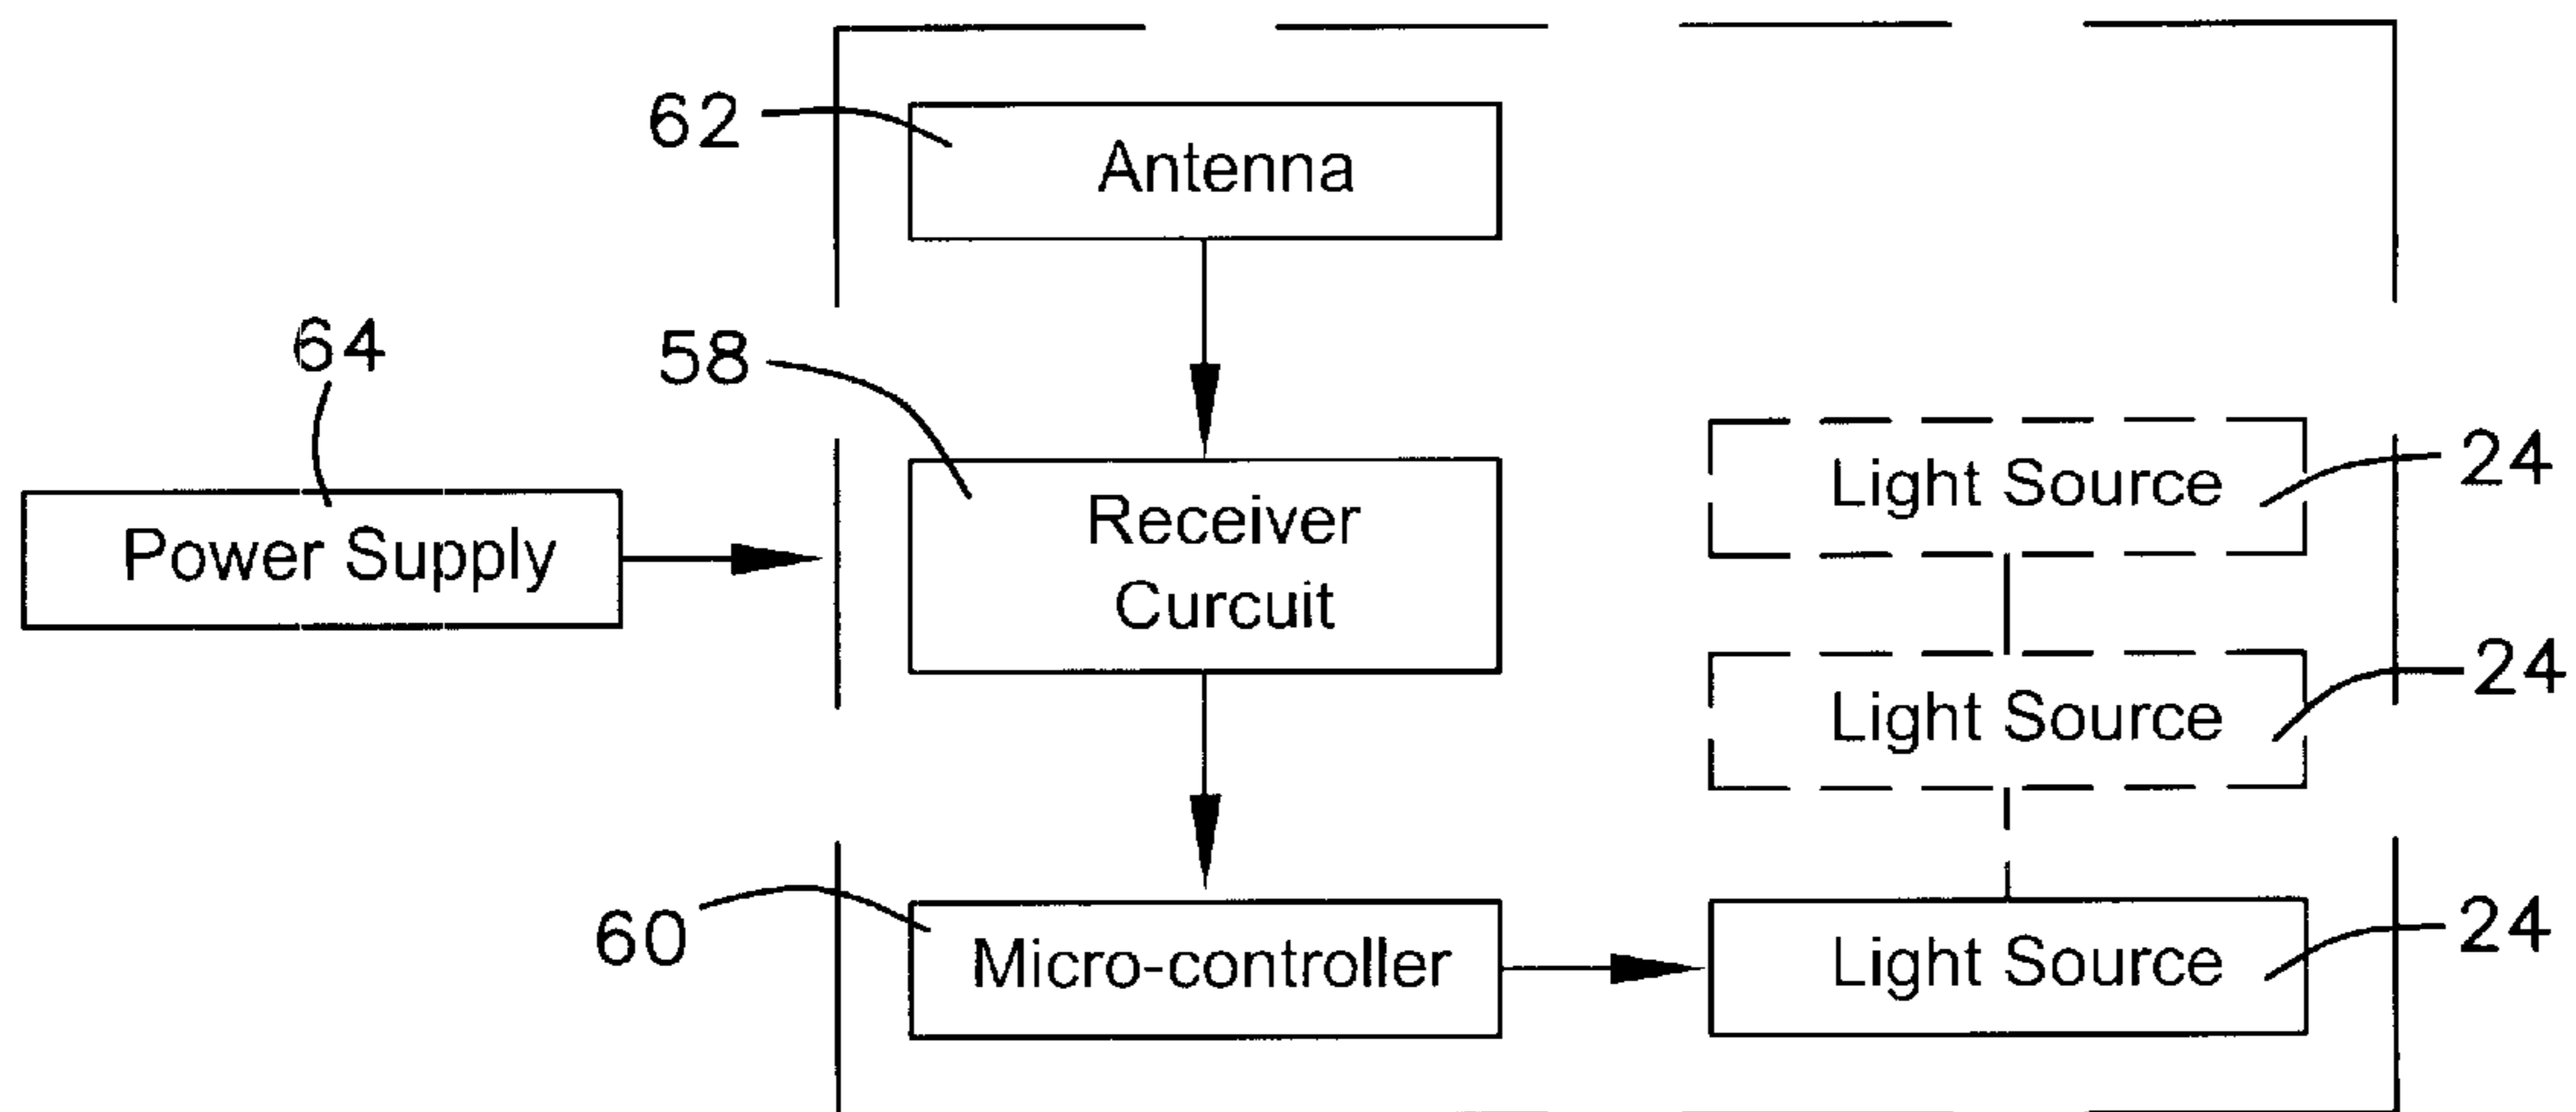 62
Antenna
64
58
Receiver
Curcuit
Power Supply
Light Source
24
Light Source
24
60
Micro-controller
Light Source
24